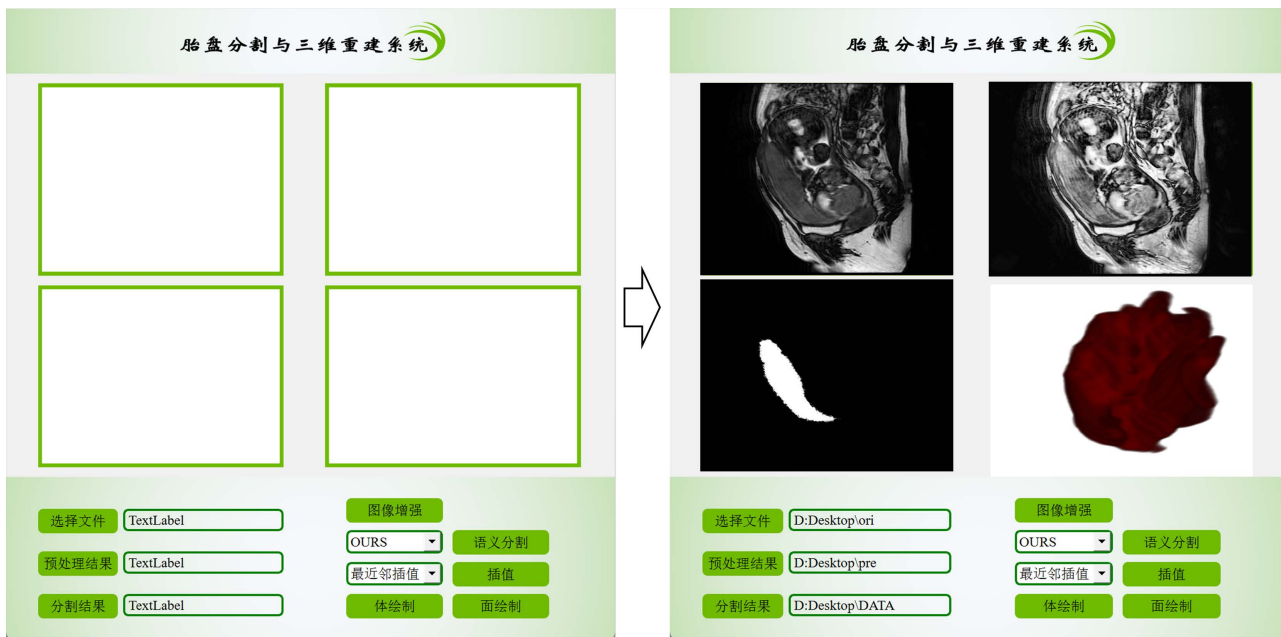 胎盘分割与三维重建系统
选择文件 TextLabel
预处理结果 TextLabel
分割结果 TextLabel
图像增强
OURS 语义分割
最近邻插值 插值
体绘制 面绘制
胎盘分割与三维重建系统
选择文件 D:Desktop\ori
预处理结果 D:Desktop\pre
分割结果 D:Desktop\DATA
图像增强
OURS 语义分割
最近邻插值 插值
体绘制 面绘制